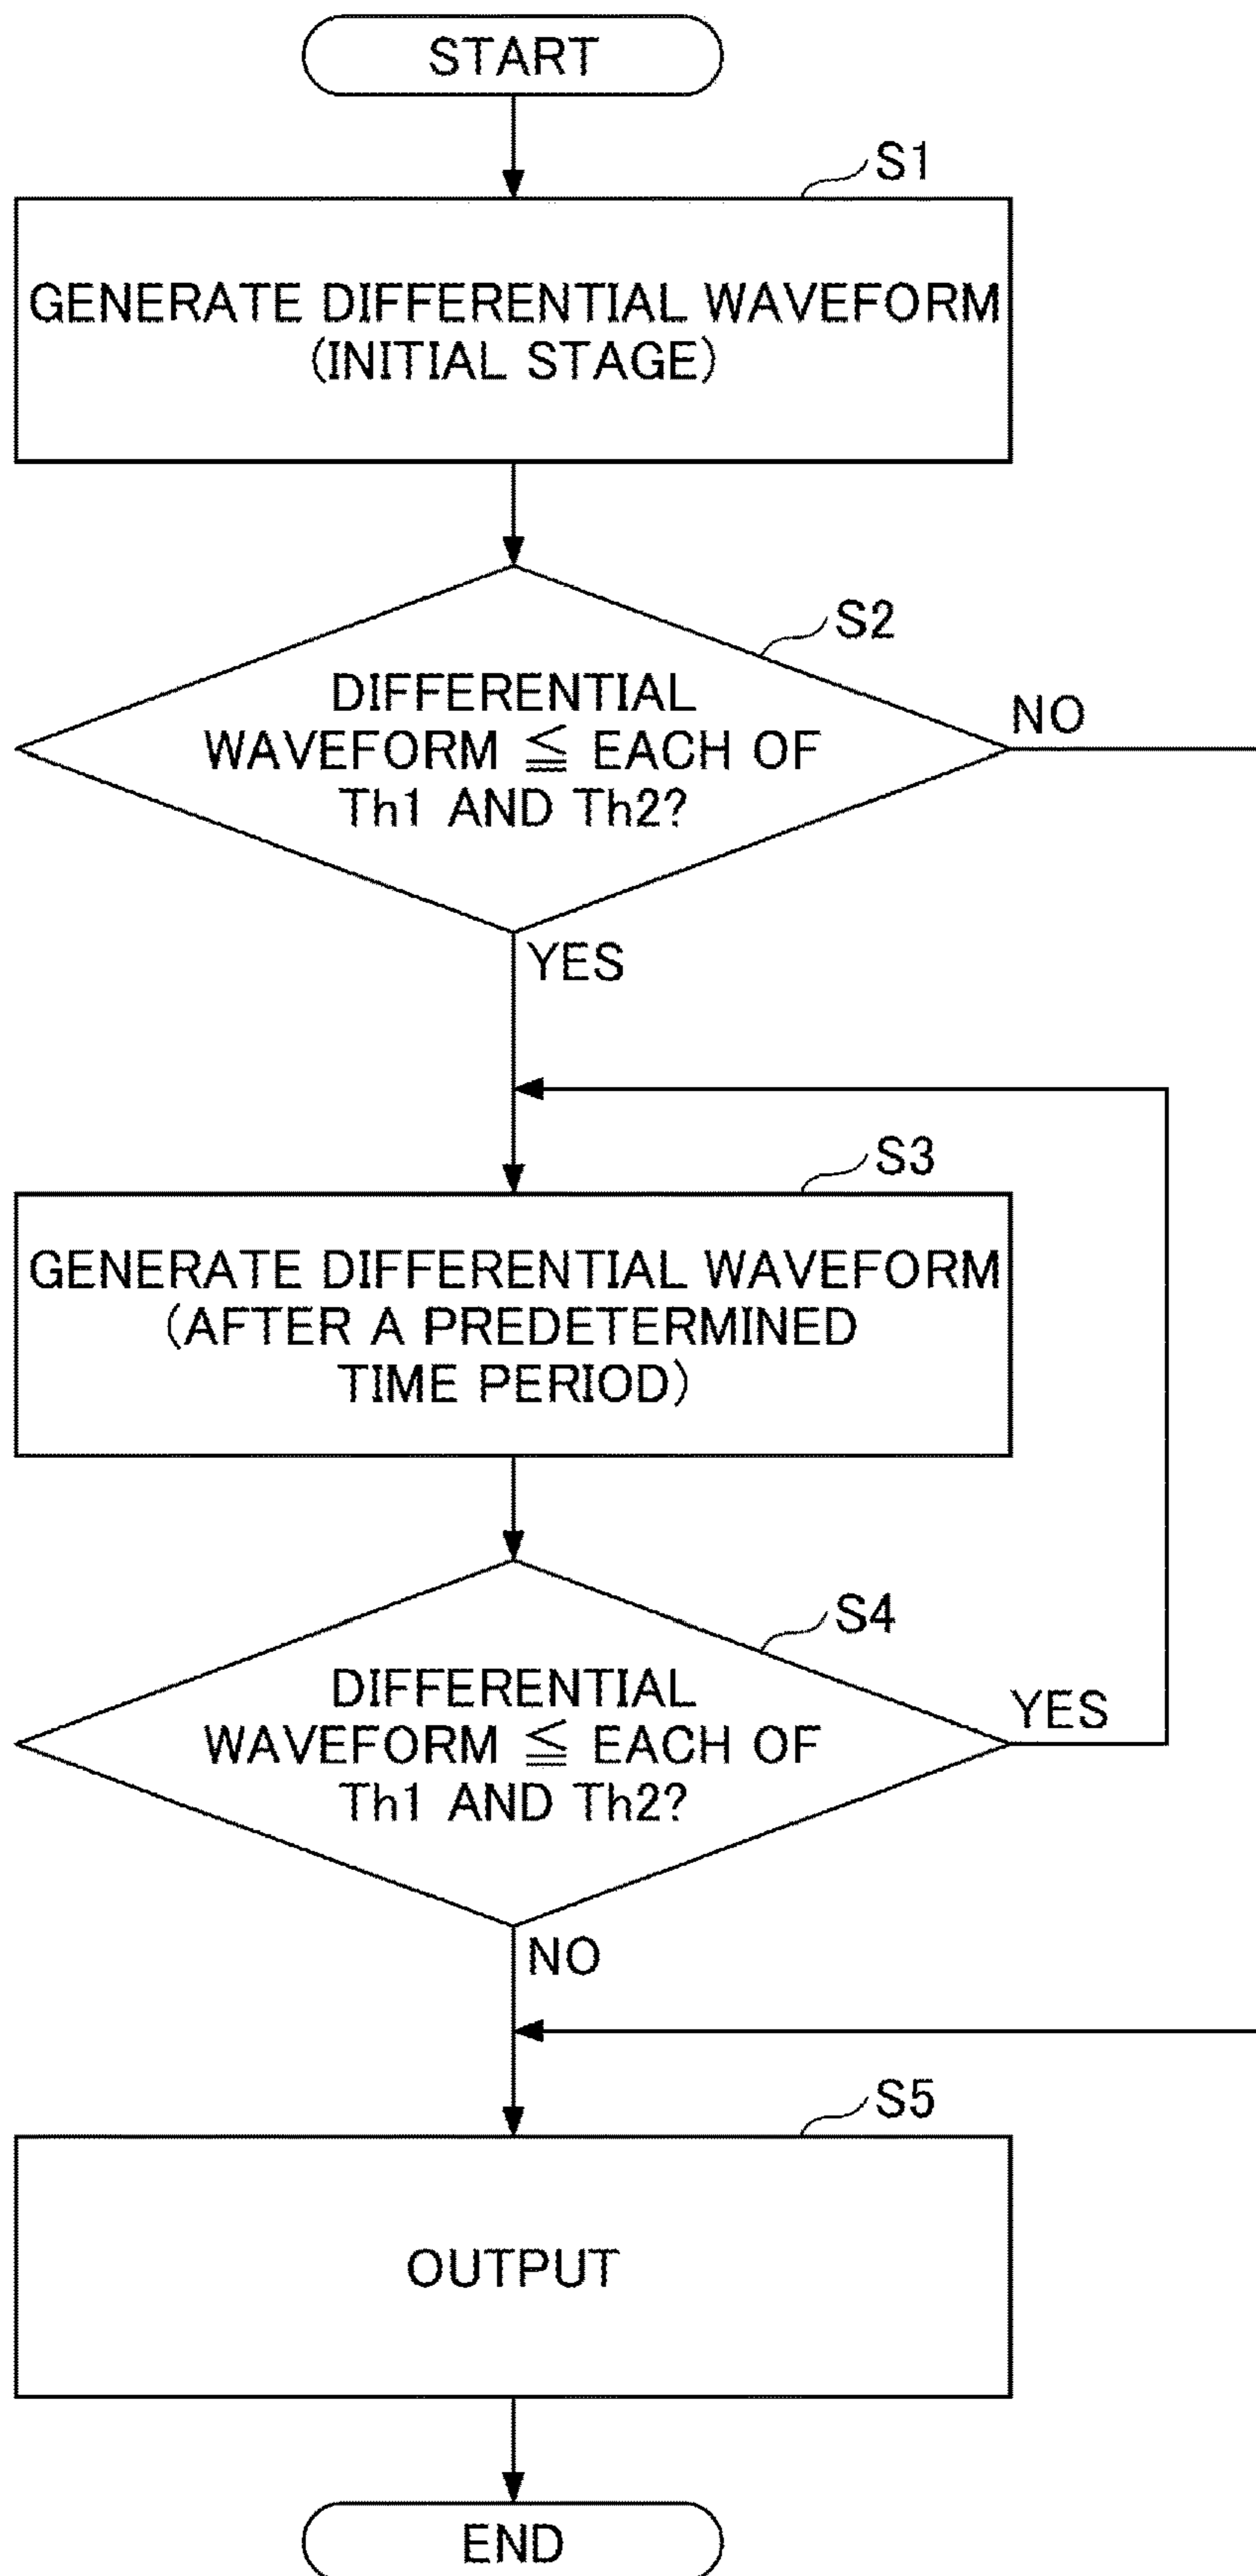 START
S1
GENERATE DIFFERENTIAL WAVEFORM
(INITIAL STAGE)
S2
DIFFERENTIAL
WAVEFORM ≦ EACH OF
Th1 AND Th2?
NO
YES
S3
GENERATE DIFFERENTIAL WAVEFORM
(AFTER A PREDETERMINED
TIME PERIOD)
S4
DIFFERENTIAL
WAVEFORM ≦ EACH OF
Th1 AND Th2?
YES
NO
S5
OUTPUT
END